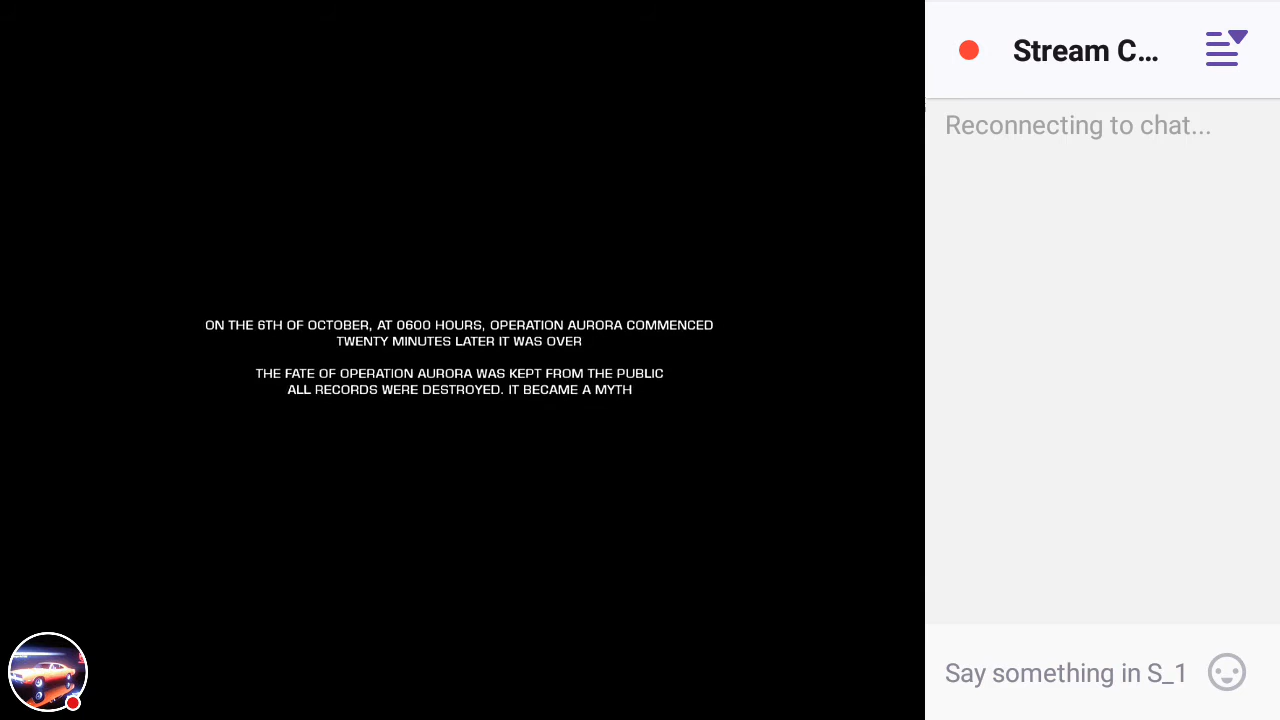 ON THE 6TH OF OCTOBER, AT 0600 HOURS, OPERATION AURORA COMMENCED
TWENTY MINUTES LATER IT WAS OVER
THE FATE OF OPERATION AURORA WAS KEPT FROM THE PUBLIC
ALL RECORDS WERE DESTROYED. IT BECAME A MYTH
Stream C...
Reconnecting to chat...
Say something in S_1